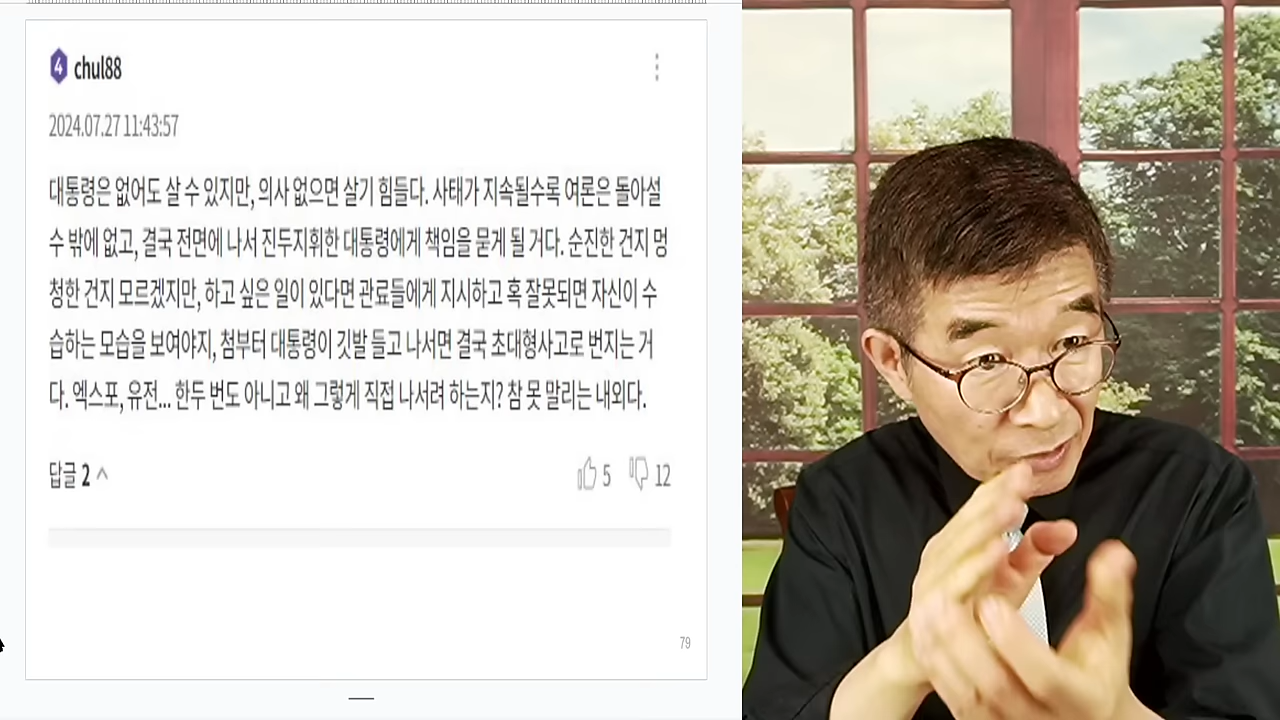 4 chul88
2024.07.27 11:43:57
대통령은 없어도 살 수 있지만, 의사 없으면 살기 힘들다. 사태가 지속될수록 여론은 돌아설
수 밖에 없고, 결국 전면에 나서 진두지휘한 대통령에게 책임을 묻게 될 거다. 순진한 건지 멍
청한 건지 모르겠지만, 하고 싶은 일이 있다면 관료들에게 지시하고 혹 잘못되면 자신이 수
습하는 모습을 보여야지, 첨부터 대통령이 깃발 들고 나서면 결국 초대형사고로 번지는 거
다. 엑스포, 유전... 한두 번도 아니고 왜 그렇게 직접 나서려 하는지? 참 못 말리는 내외다.
답글 2
5 12
79